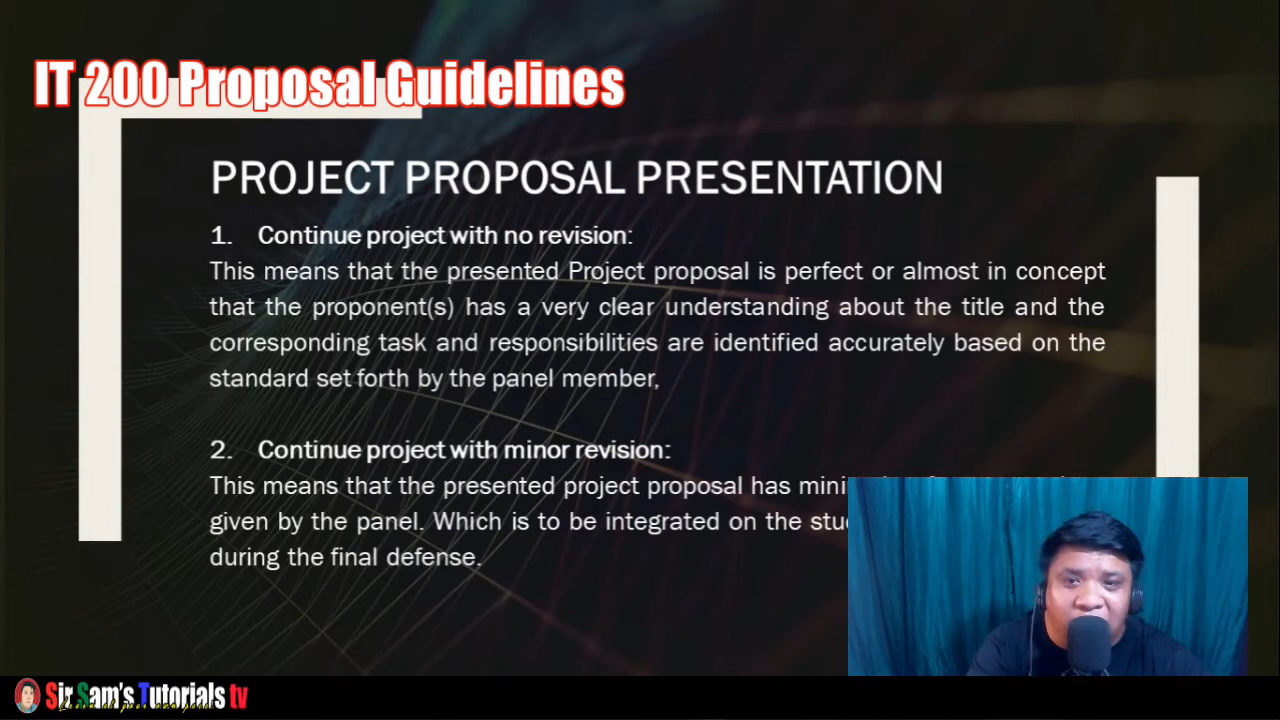 IT 200 Proposal Guidelines
PROJECT PROPOSAL PRESENTATION
1. Continue project with no revision:
This means that the presented Project proposal is perfect or almost in concept
that the proponent(s) has a very clear understanding about the title and the
corresponding task and responsibilities are identified accurately based on the
standard set forth by the panel member,
2. Continue project with minor revision:
This means that the presented project proposal has
given by the panel. Which is to be integrated on the
during the final defense.
Sir Sam's Tutorials tv